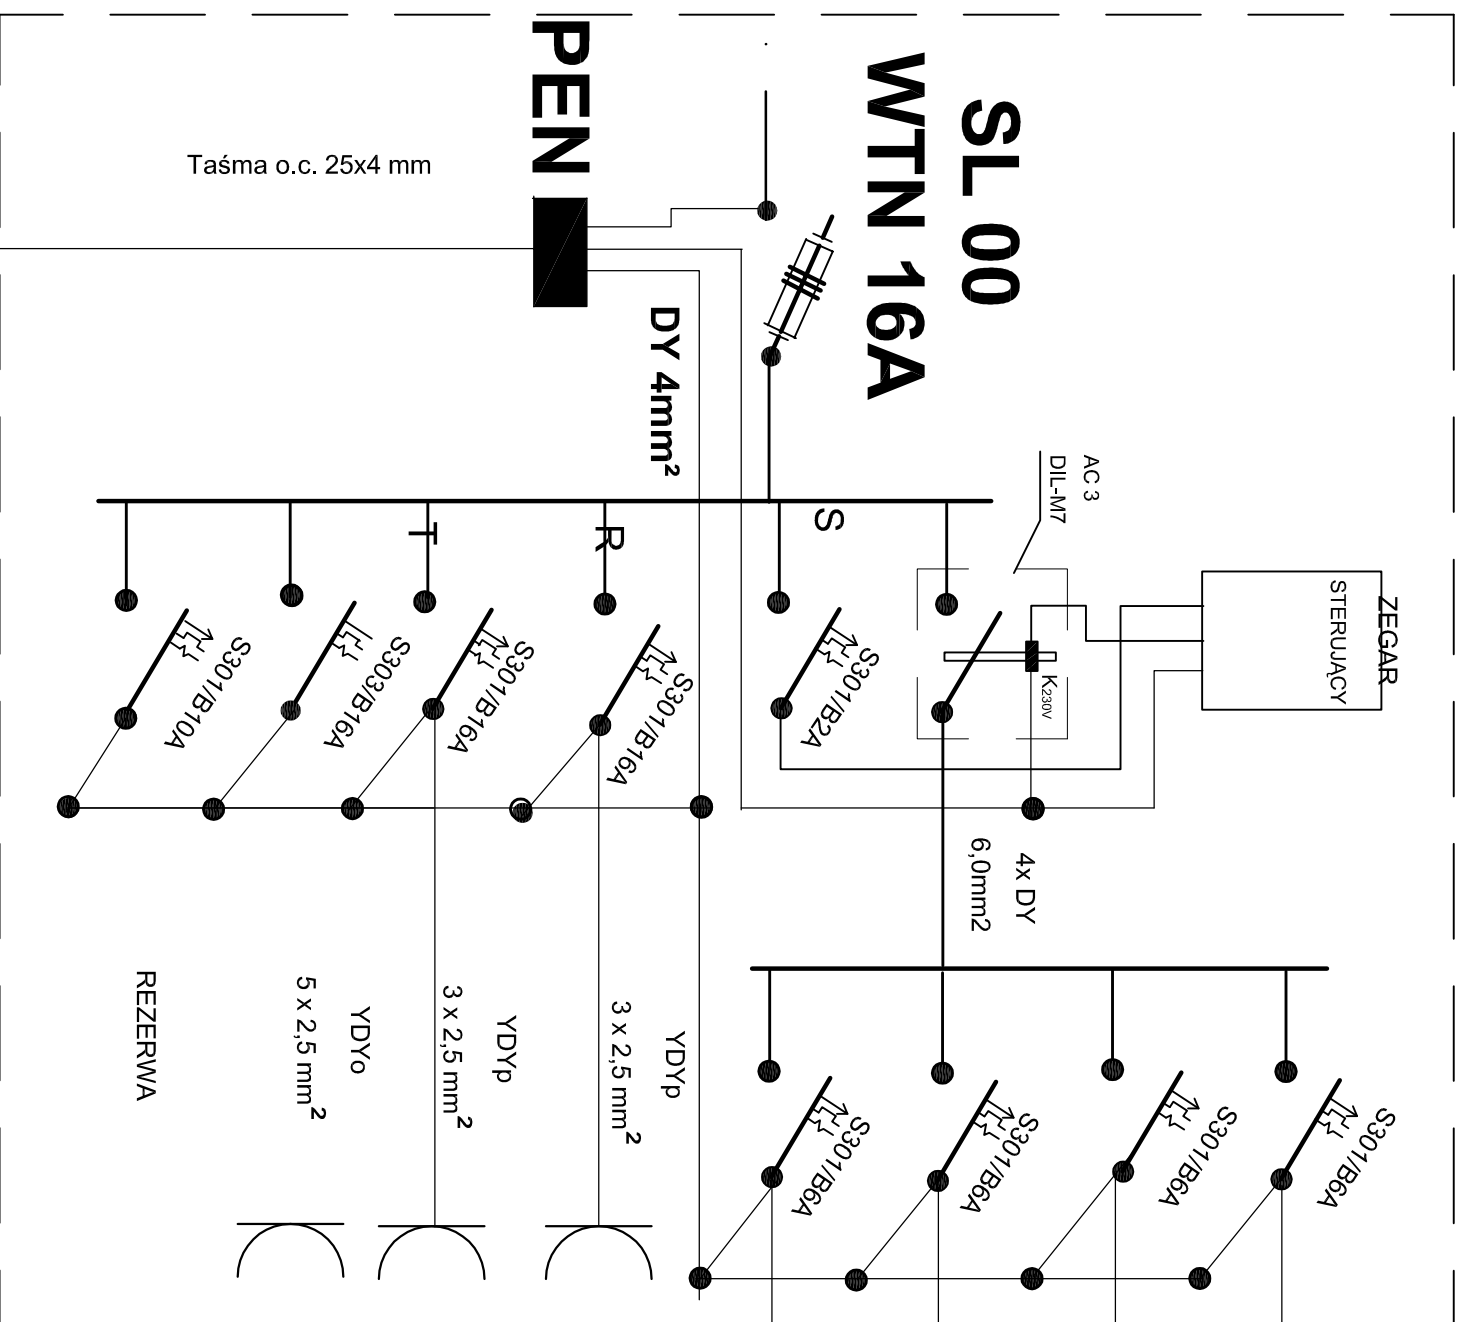 PEN
SL 00
WTN 16A
Taśma o.c. 25x4 mm
DY 4mm²
AC 3
DIL-M7
T
R
S
ZEGAR
STERUJĄCY
K230V
S301/B10A
S303/B16A
S301/B16A
S301/B16A
S301/B2A
4x DY
6,0mm2
REZERWA
YDYo
5 x 2,5 mm²
YDYp
3 x 2,5 mm²
YDYp
3 x 2,5 mm²
S301/B6A
S301/B6A
S301/B6A
S301/B6A